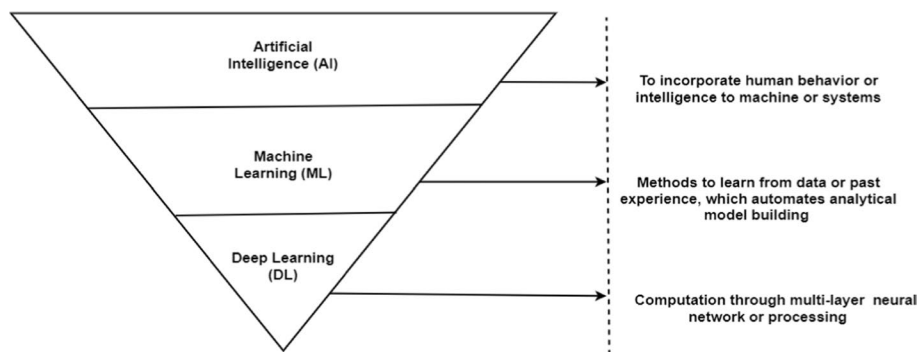 Artificial
Intelligence (AI)
To incorporate human behavior or
intelligence to machine or systems
Machine
Learning (ML)
Methods to learn from data or past
experience, which automates analytical
model building
Deep Learning
(DL)
Computation through multi-layer neural
network or processing